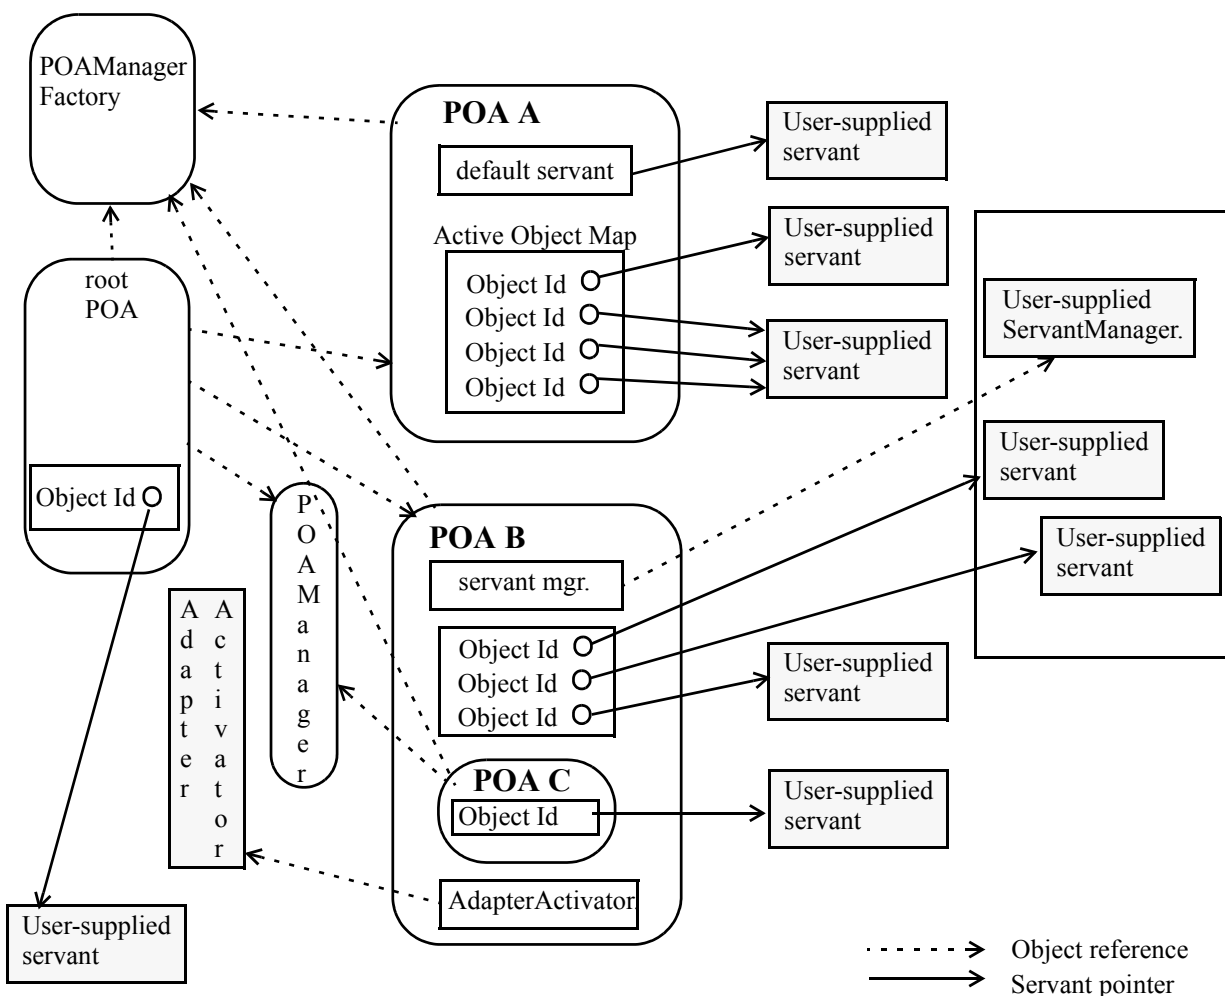 POAManager
Factory
POA A
default servant
Active Object Map
Object Id
Object Id
Object Id
Object Id
User-supplied
servant
User-supplied
servant
User-supplied
servant
User-supplied
ServantManager.
User-supplied
servant
User-supplied
servant
root
POA
Object Id
POAManager
Adapter
Activator
POA B
servant mgr.
Object Id
Object Id
Object Id
User-supplied
servant
POA C
Object Id
User-supplied
servant
AdapterActivator.
User-supplied
servant
Object reference
Servant pointer